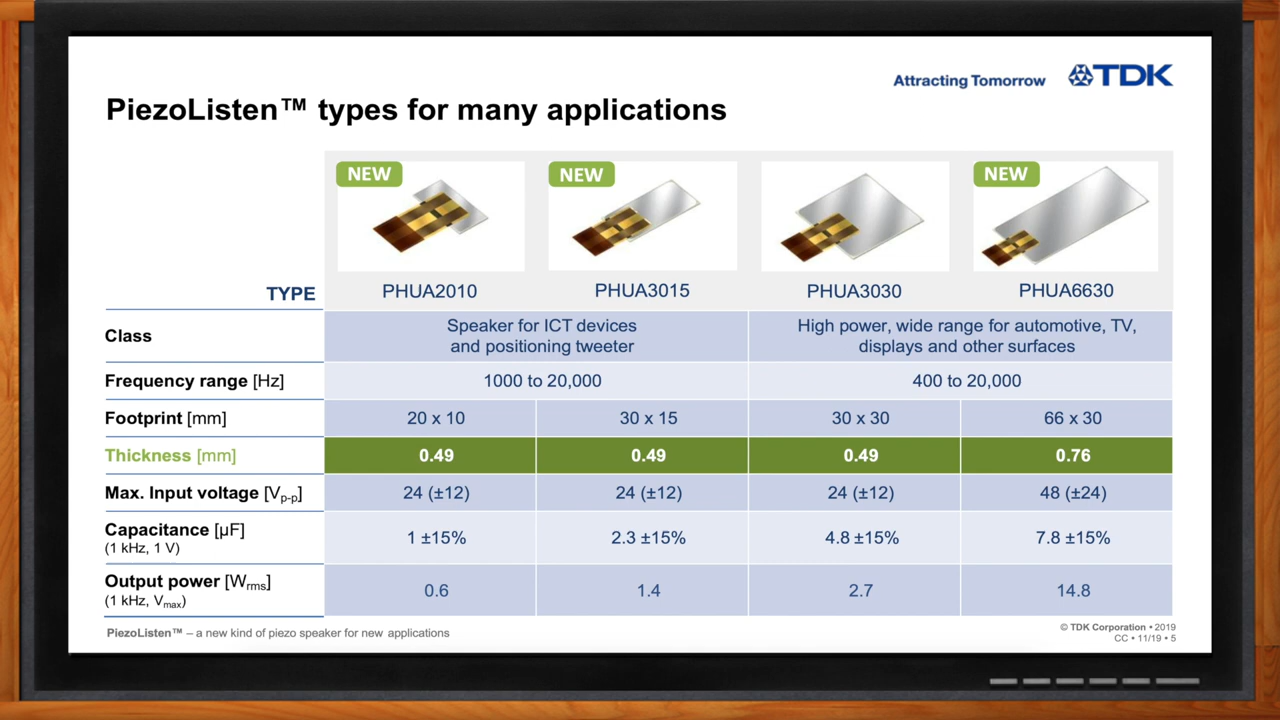 Attracting Tomorrow
TDK
PiezoListen™ types for many applications
NEW
NEW
NEW
TYPE PHUA2010 PHUA3015 PHUA3030 PHUA6630
Class
Speaker for ICT devices
and positioning tweeter
High power, wide range for automotive, TV,
displays and other surfaces
Frequency range [Hz] 1000 to 20,000 400 to 20,000
Footprint [mm] 20 x 10 30 x 15 30 x 30 66 x 30
Thickness [mm] 0.49 0.49 0.49 0.76
Max. Input voltage [Vp-p] 24 (±12) 24 (±12) 24 (±12) 48 (±24)
Capacitance [µF]
(1 kHz, 1 V)
1 ±15% 2.3 ±15% 4.8 ±15% 7.8 ±15%
Output power [Wrms]
(1 kHz, Vmax)
0.6 1.4 2.7 14.8
PiezoListen™ – a new kind of piezo speaker for new applications
© TDK Corporation • 2019
CC • 11/19 • 5